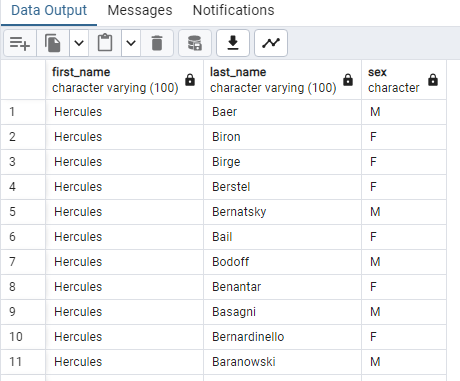 Data Output Messages Notifications
first_name last_name sex
character varying (100) character varying (100) character
1 Hercules Baer M
2 Hercules Biron F
3 Hercules Birge F
4 Hercules Berstel F
5 Hercules Bernatsky M
6 Hercules Bail F
7 Hercules Bodoff M
8 Hercules Benantar F
9 Hercules Basagni M
10 Hercules Bernardinello F
11 Hercules Baranowski M